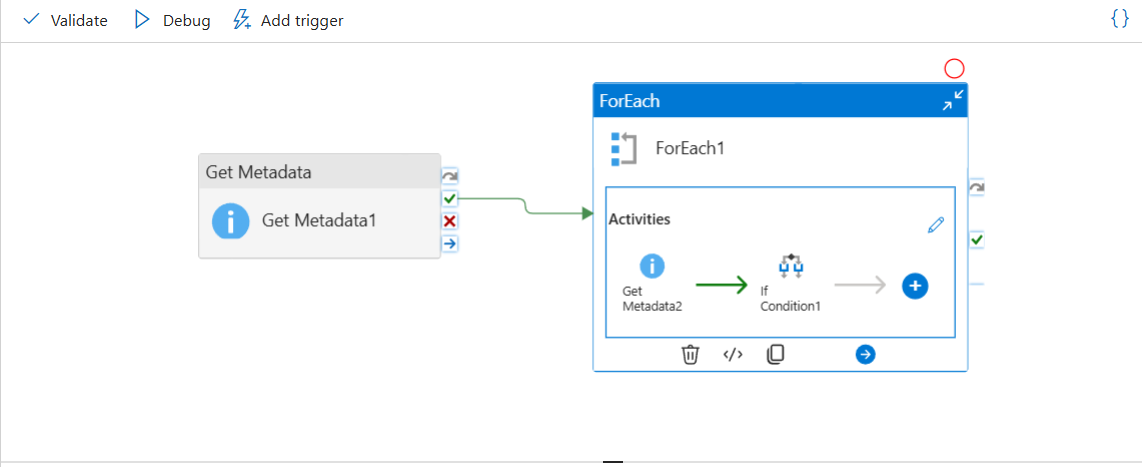 Validate Debug Add trigger {}
ForEach
ForEach1
Get Metadata
Get Metadata1
Activities
Get
Metadata2
If
Condition1